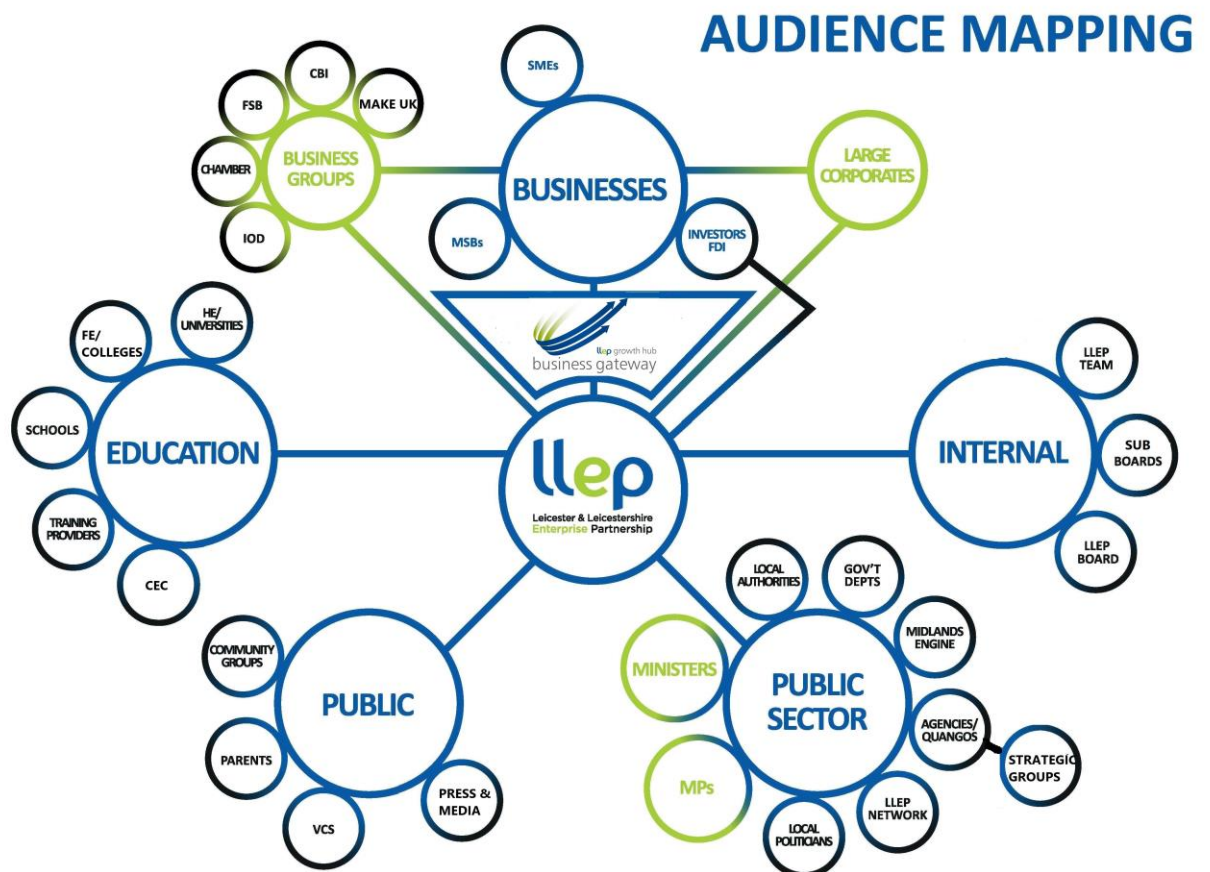 AUDIENCE MAPPING
CBI
FSB
MAKE UK
CHAMBER
IOD
BUSINESS
GROUPS
SMEs
BUSINESSES
MSBs
INVESTORS
FDI
LARGE
CORPORATES
llep growth hub
business gateway
HE/
UNIVERSITIES
FE/
COLLEGES
SCHOOLS
TRAINING
PROVIDERS
CEC
EDUCATION
llep
Leicester & Leicestershire
Enterprise Partnership
INTERNAL
LLEP
TEAM
SUB
BOARDS
LLEP
BOARD
COMMUNITY
GROUPS
PARENTS
VCS
PRESS &
MEDIA
PUBLIC
MINISTERS
MPs
PUBLIC
SECTOR
LOCAL
AUTHORITIES
GOV'T
DEPTS
MIDLANDS
ENGINE
AGENCIES/
QUANGOS
STRATEGIC
GROUPS
LLEP
NETWORK
LOCAL
POLITICIANS